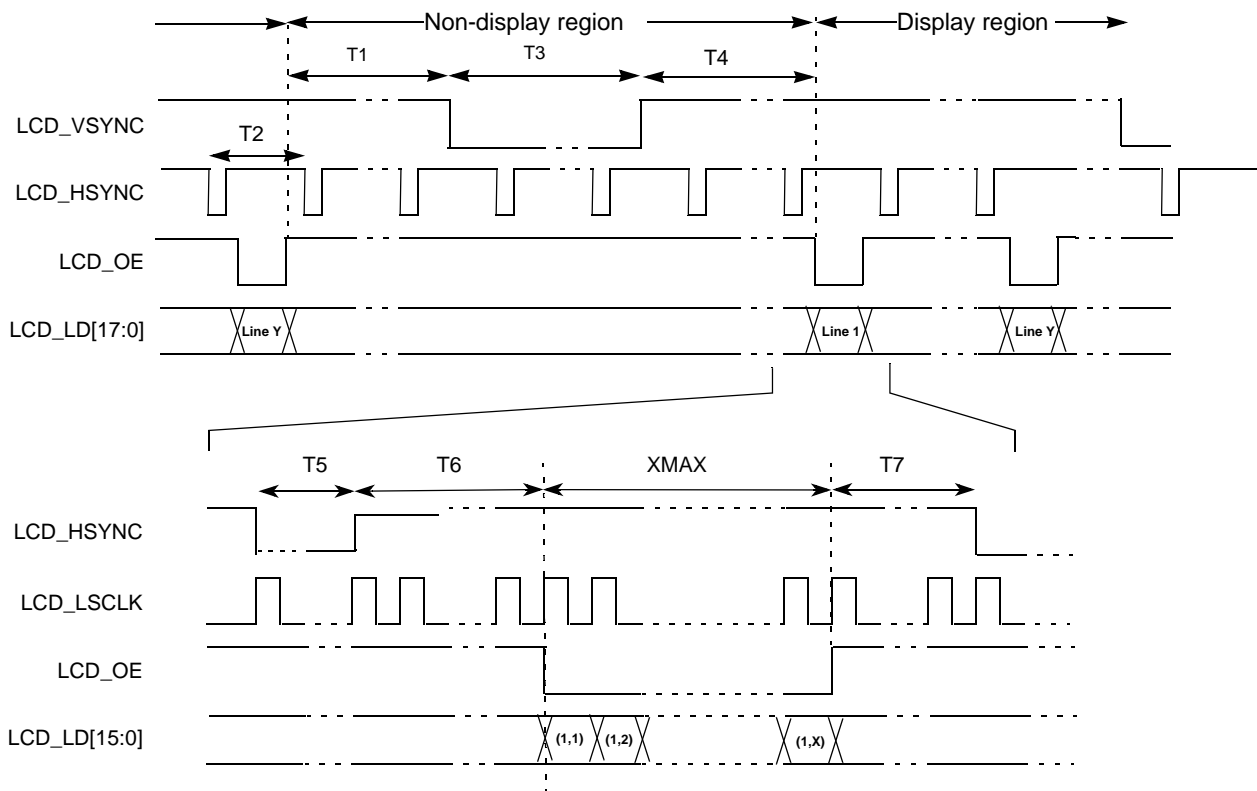 Non-display region
Display region
T1
T3
T4
LCD_VSYNC
T2
LCD_HSYNC
LCD_OE
LCD_LD[17:0]
Line Y
Line 1
Line Y
T5
T6
XMAX
T7
LCD_HSYNC
LCD_LSCLK
LCD_OE
LCD_LD[15:0]
(1,1)
(1,2)
(1,X)